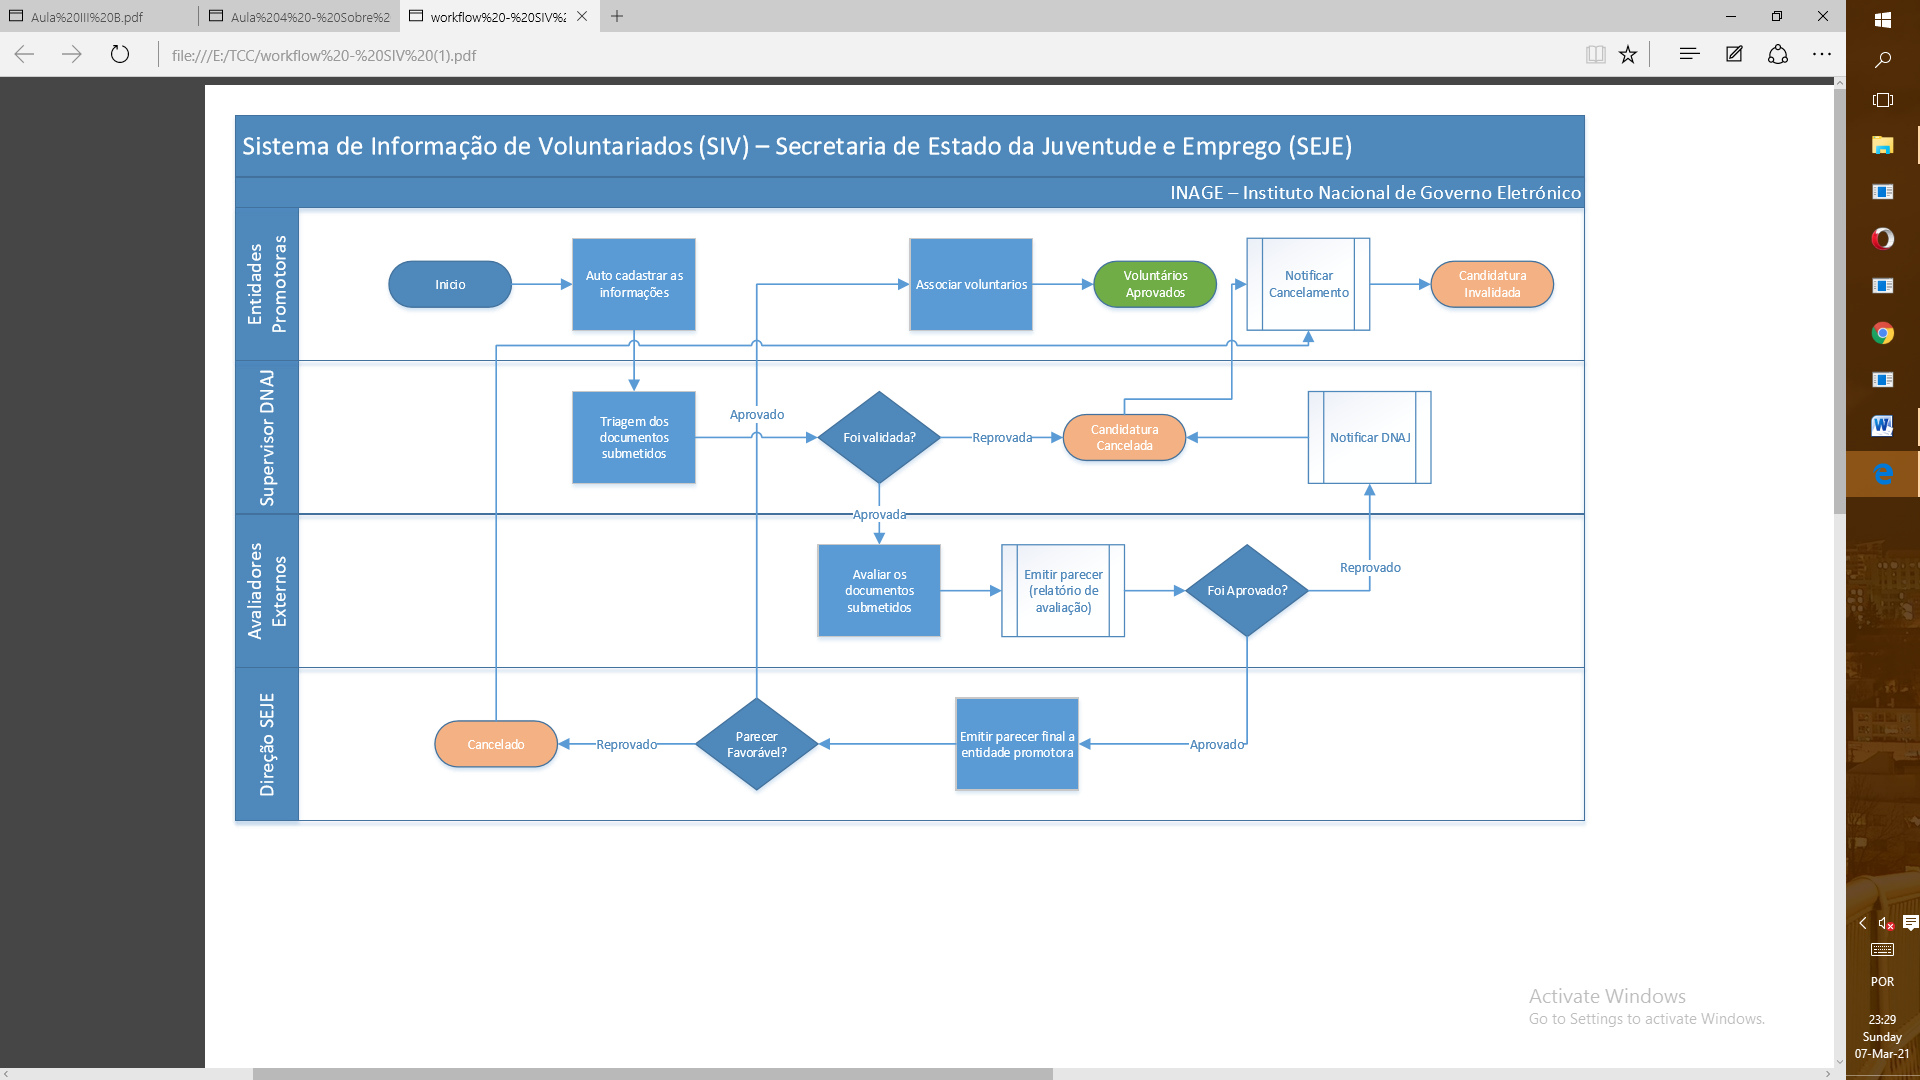 Aula%20III%20B.pdf
Aula%204%20-%20Sobre%2
workflow%20-%20SIV%2
file:///E:/TCC/workflow%20-%20SIV%20(1).pdf
Sistema de Informação de Voluntariados (SIV) – Secretaria de Estado da Juventude e Emprego (SEJE)
INAGE – Instituto Nacional de Governo Eletrónico
Entidades
Promotoras
Inicio
Auto cadastrar as
informações
Associar voluntarios
Voluntários
Aprovados
Notificar
Cancelamento
Candidatura
Invalidada
Supervisor DNAJ
Triagem dos
documentos
submetidos
Aprovado
Foi validada?
Reprovada
Candidatura
Cancelada
Notificar DNAJ
Aprovada
Avaliadores
Externos
Avaliar os
documentos
submetidos
Emitir parecer
(relatório de
avaliação)
Foi Aprovado?
Reprovado
Direção SEJE
Cancelado
Reprovado
Parecer
Favorável?
Emitir parecer final a
entidade promotora
Aprovado
Activate Windows
Go to Settings to activate Windows.
POR
23:29
Sunday
07-Mar-21